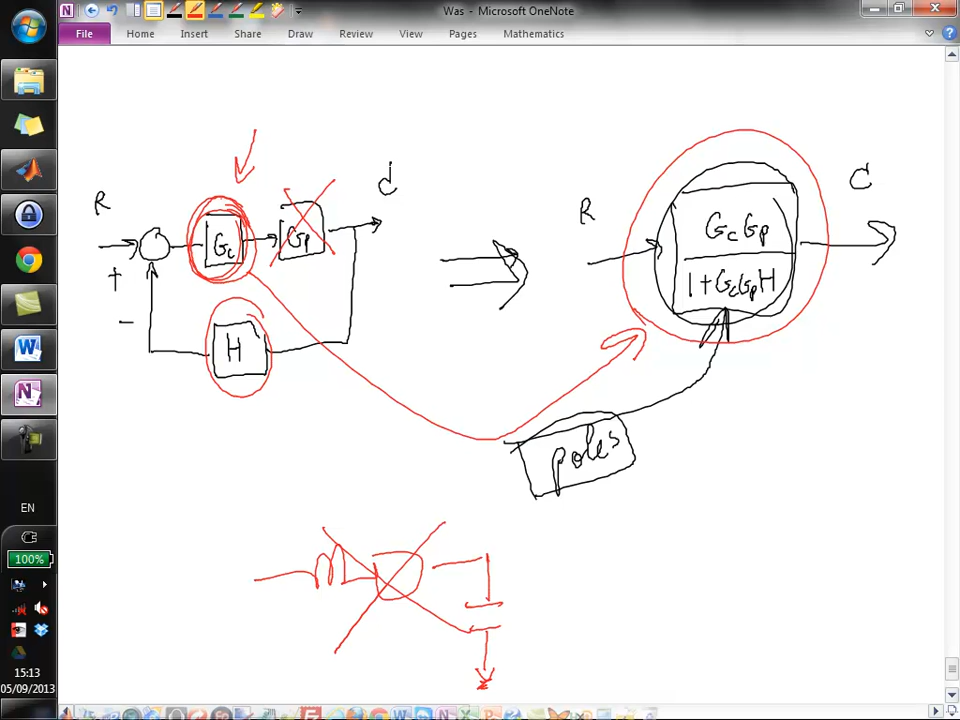 Was - Microsoft OneNote
File Home Insert Share Draw Review View Pages Mathematics
R
+
−
Gc
Gp
H
C
R
GcGp
1+GcGpH
C
poles
EN
100%
15:13
05/09/2013